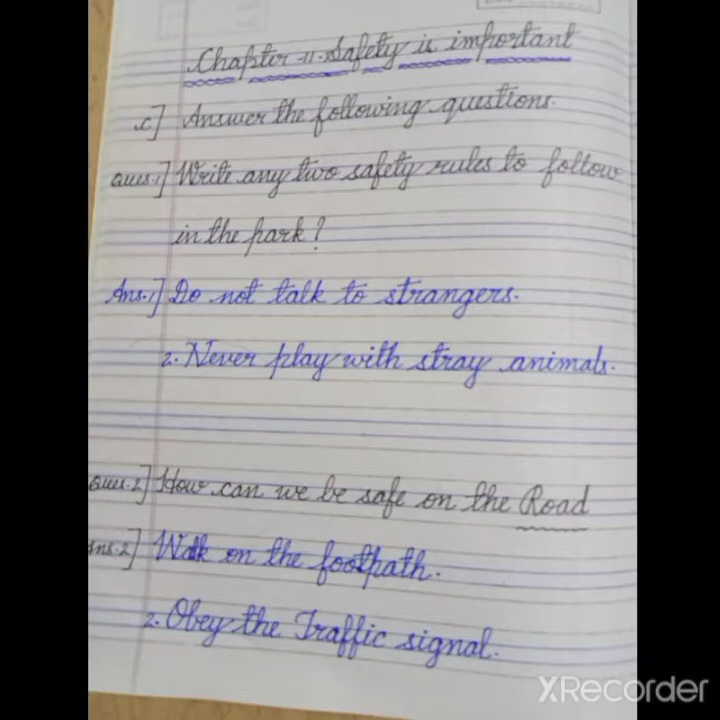 Chapter-11. Safety is important
C] Answer the following questions.
Ques.1] Write any two safety rules to follow
in the park?
Ans.1] Do not talk to strangers.
2. Never play with stray animals.
Ques.2] How can we be safe on the Road
Ans.2] Walk on the footpath.
2. Obey the Traffic signal.
XRecorder